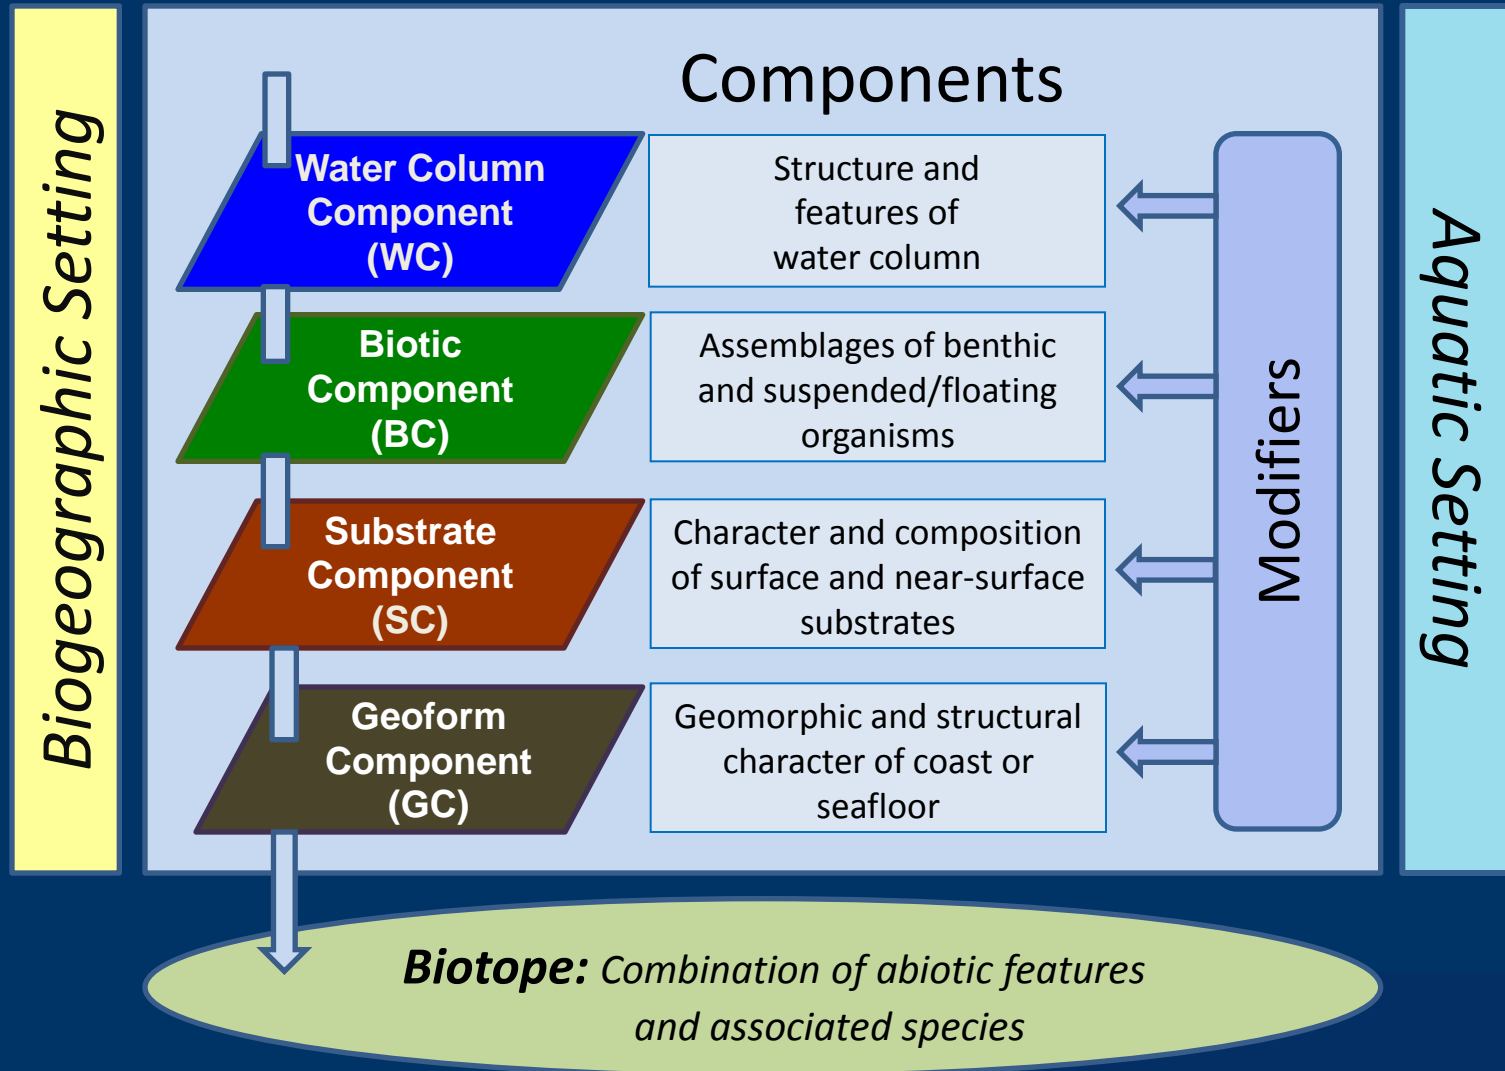 Biogeographic Setting
Components
Water Column
Component
(WC)
Structure and
features of
water column
Biotic
Component
(BC)
Assemblages of benthic
and suspended/floating
organisms
Substrate
Component
(SC)
Character and composition
of surface and near-surface
substrates
Geoform
Component
(GC)
Geomorphic and structural
character of coast or
seafloor
Modifiers
Aquatic Setting
Biotope: Combination of abiotic features
and associated species